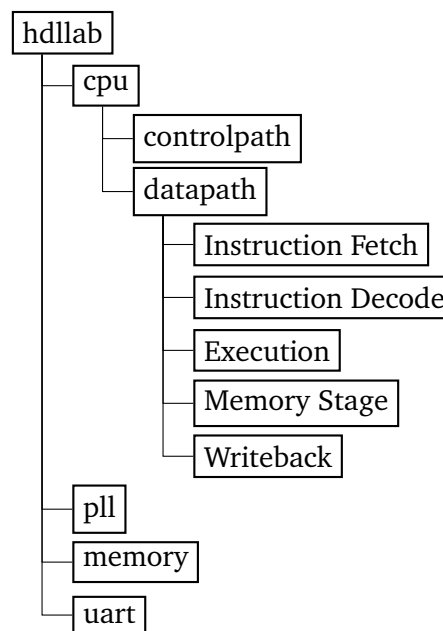 hdllab
cpu
controlpath
datapath
Instruction Fetch
Instruction Decode
Execution
Memory Stage
Writeback
pll
memory
uart